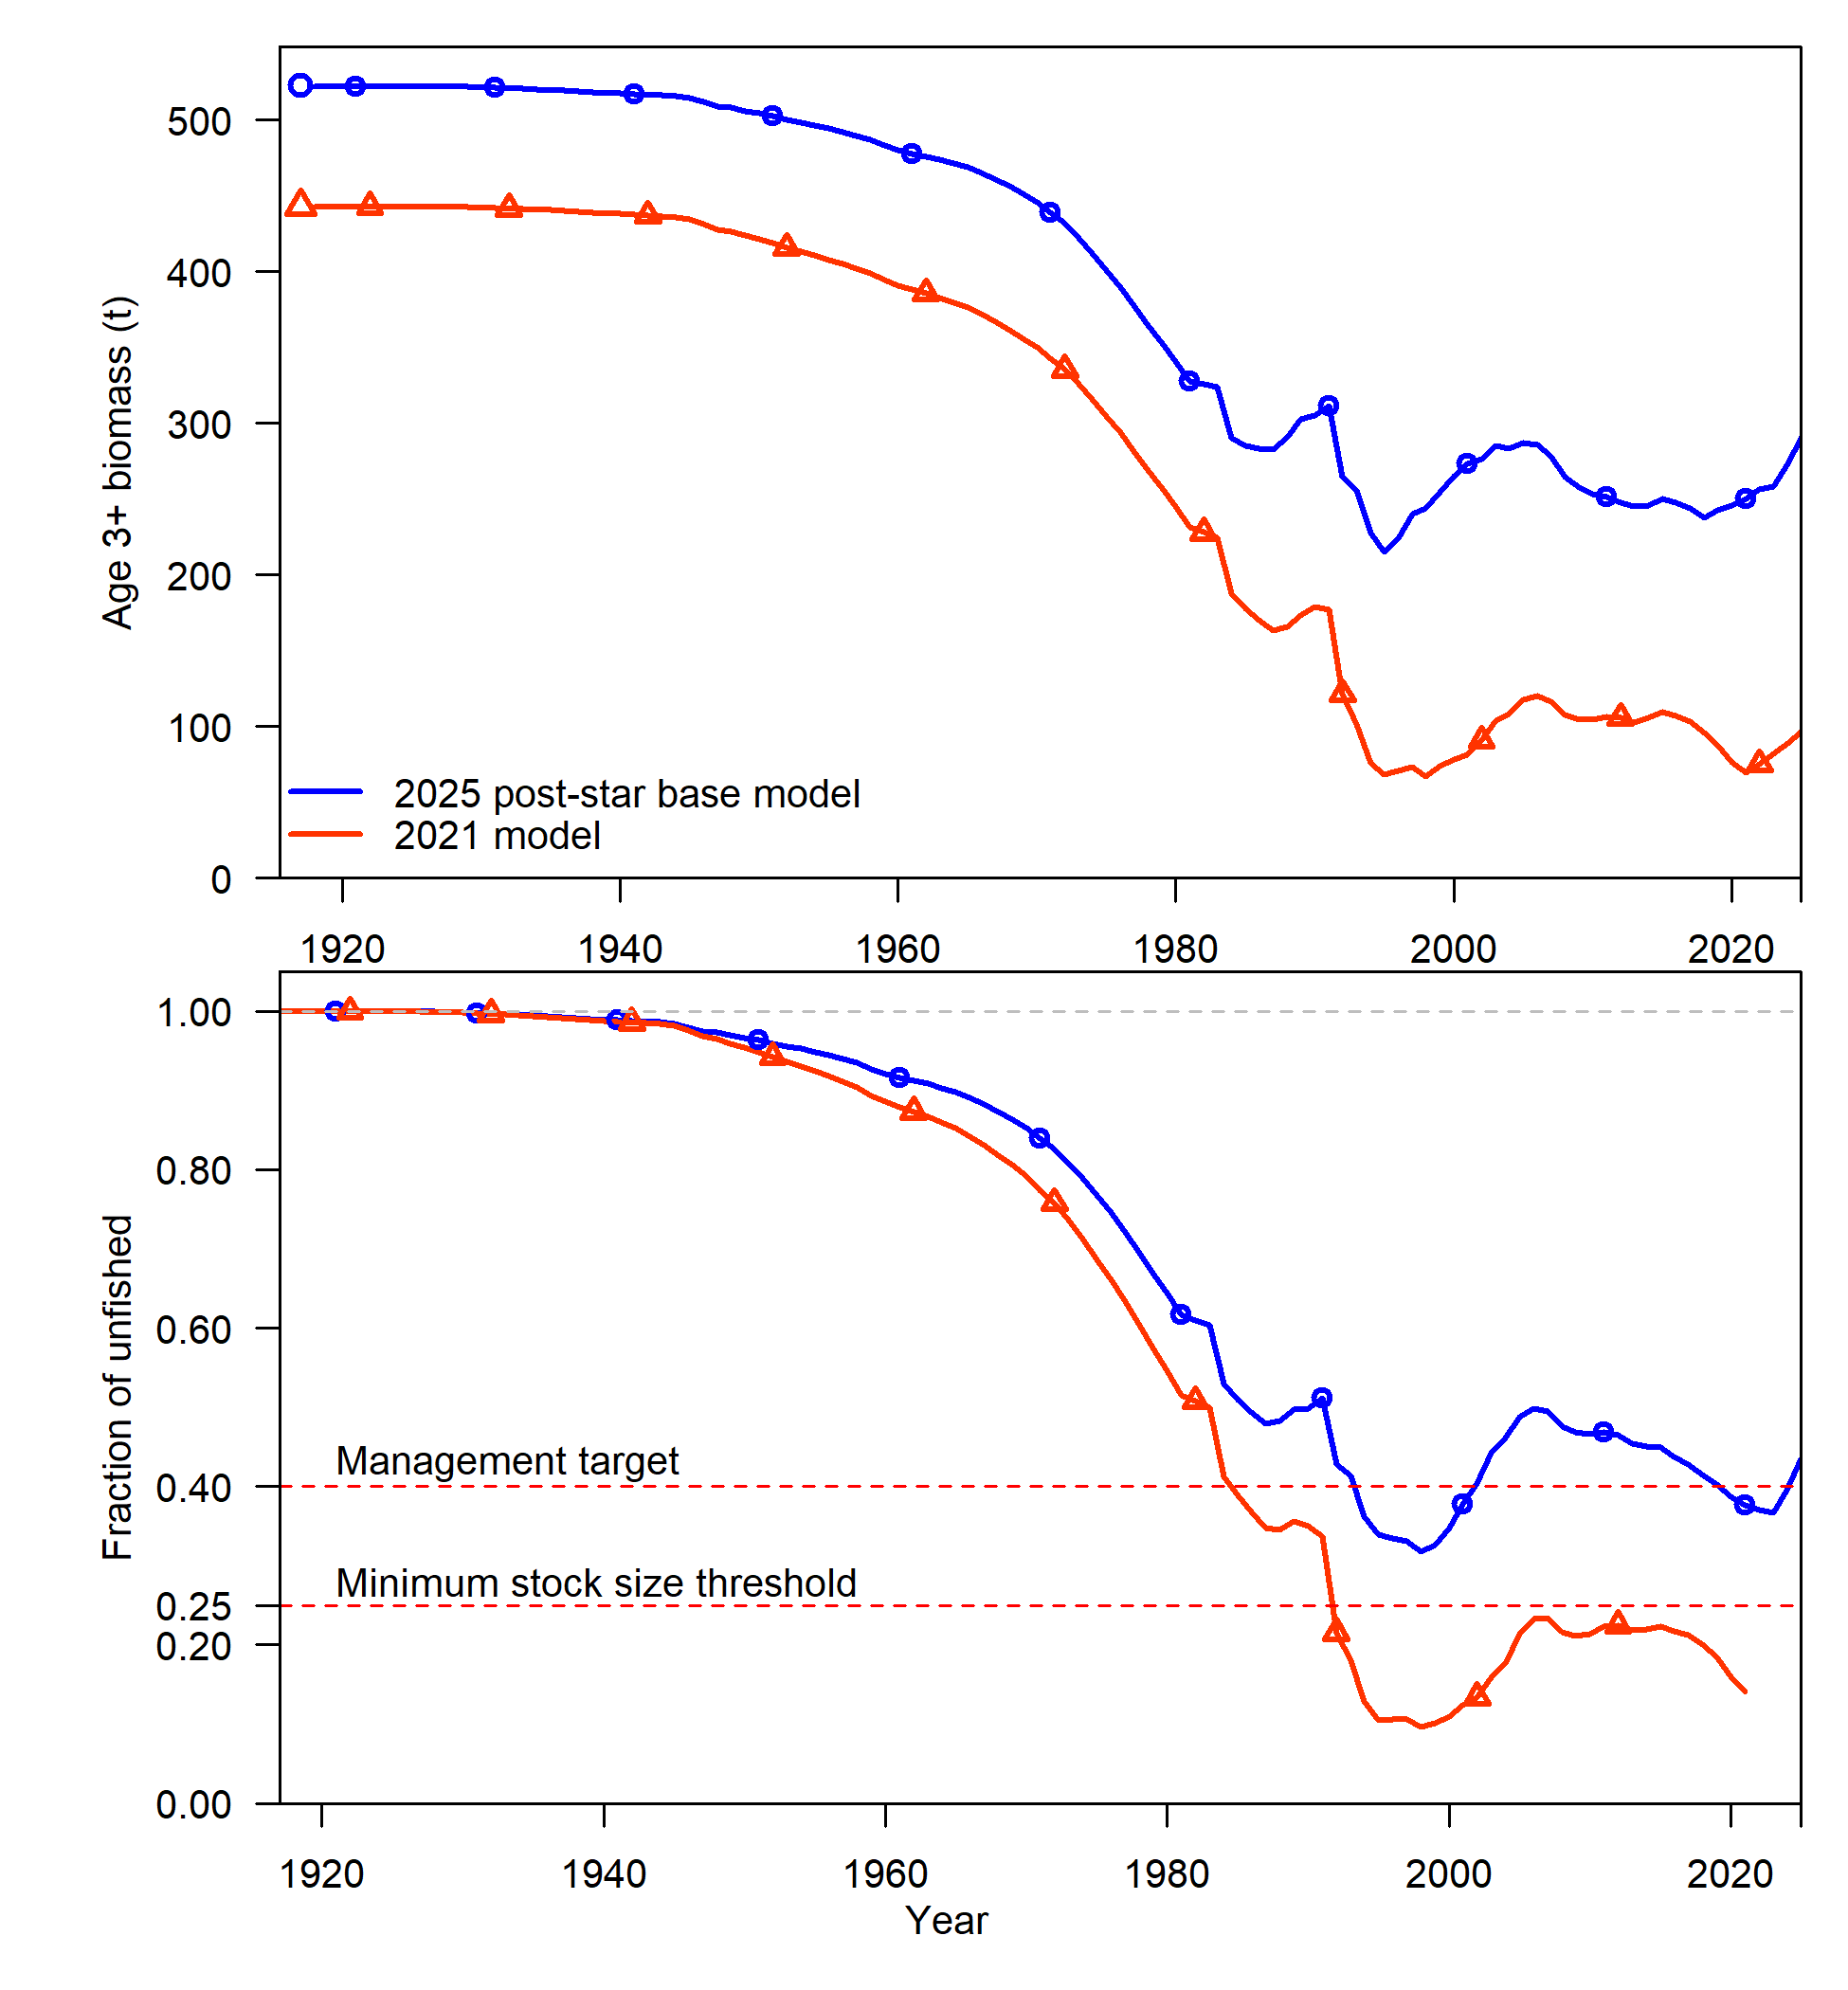 Age 3+ biomass (t)
500
400
300
200
100
0
2025 post-star base model
2021 model
1920 1940 1960 1980 2000 2020
Fraction of unfished
1.00
0.80
0.60
0.40
0.25
0.20
0.00
Management target
Minimum stock size threshold
1920 1940 1960 1980 2000 2020
Year